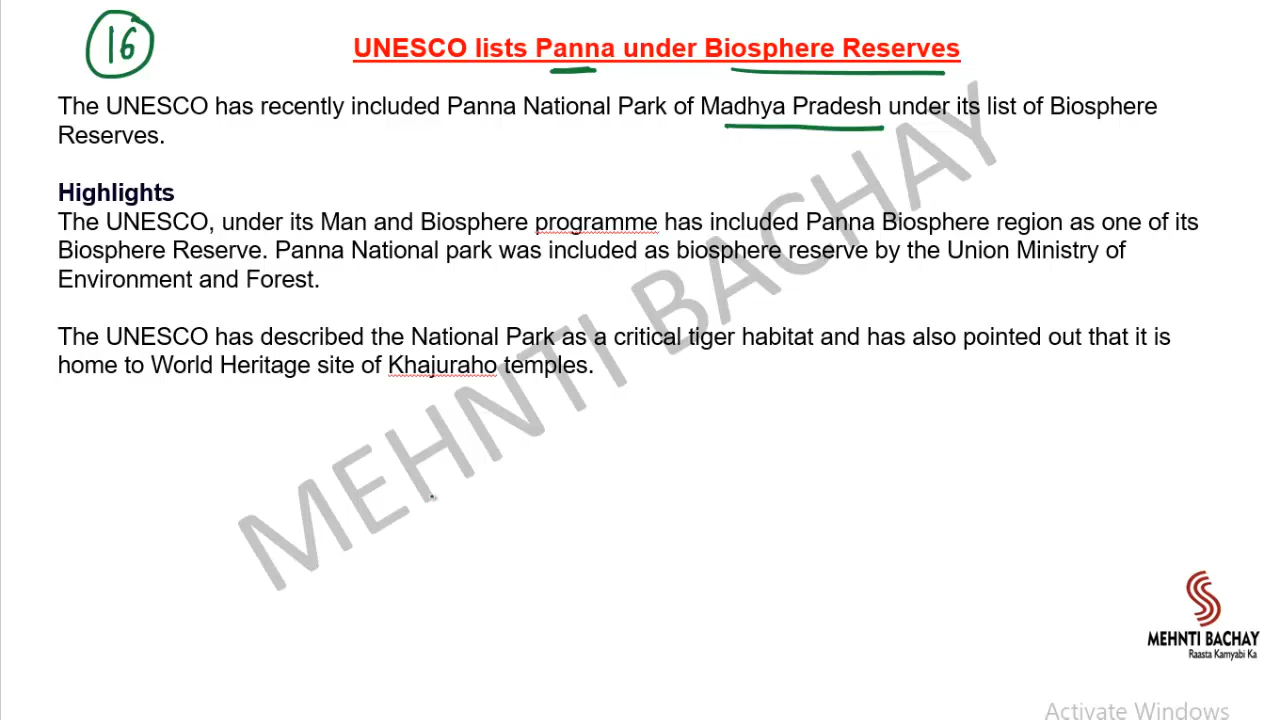 16
UNESCO lists Panna under Biosphere Reserves
The UNESCO has recently included Panna National Park of Madhya Pradesh under its list of Biosphere
Reserves.
Highlights
The UNESCO, under its Man and Biosphere programme has included Panna Biosphere region as one of its
Biosphere Reserve. Panna National park was included as biosphere reserve by the Union Ministry of
Environment and Forest.
The UNESCO has described the National Park as a critical tiger habitat and has also pointed out that it is
home to World Heritage site of Khajuraho temples.
MEHNTI BACHAY
MEHNTI BACHAY
Raasta Kamyabi Ka
Activate Windows